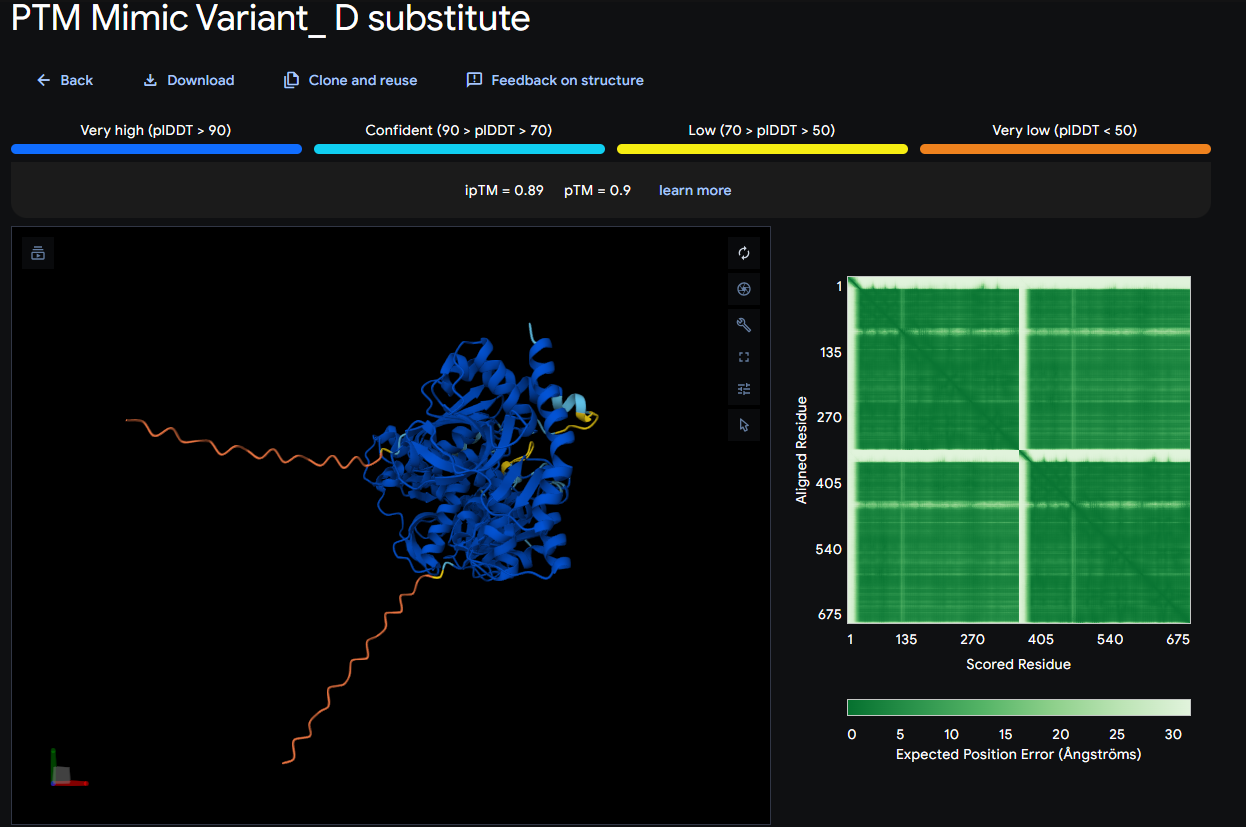 PTM Mimic Variant_ D substitute
Back Download Clone and reuse Feedback on structure
Very high (plDDT > 90) Confident (90 > plDDT > 70) Low (70 > plDDT > 50) Very low (plDDT < 50)
ipTM = 0.89 pTM = 0.9 learn more
1
135
270
405
540
675
Aligned Residue
1 135 270 405 540 675
Scored Residue
0 5 10 15 20 25 30
Expected Position Error (Ångströms)